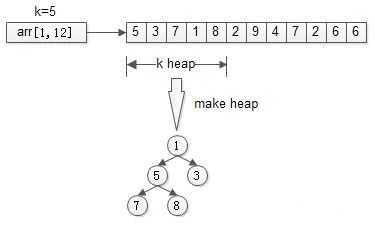 k=5
arr[1,12]
5 3 7 1 8 2 9 4 7 2 6 6
k heap
make heap
1
5 3
7 8